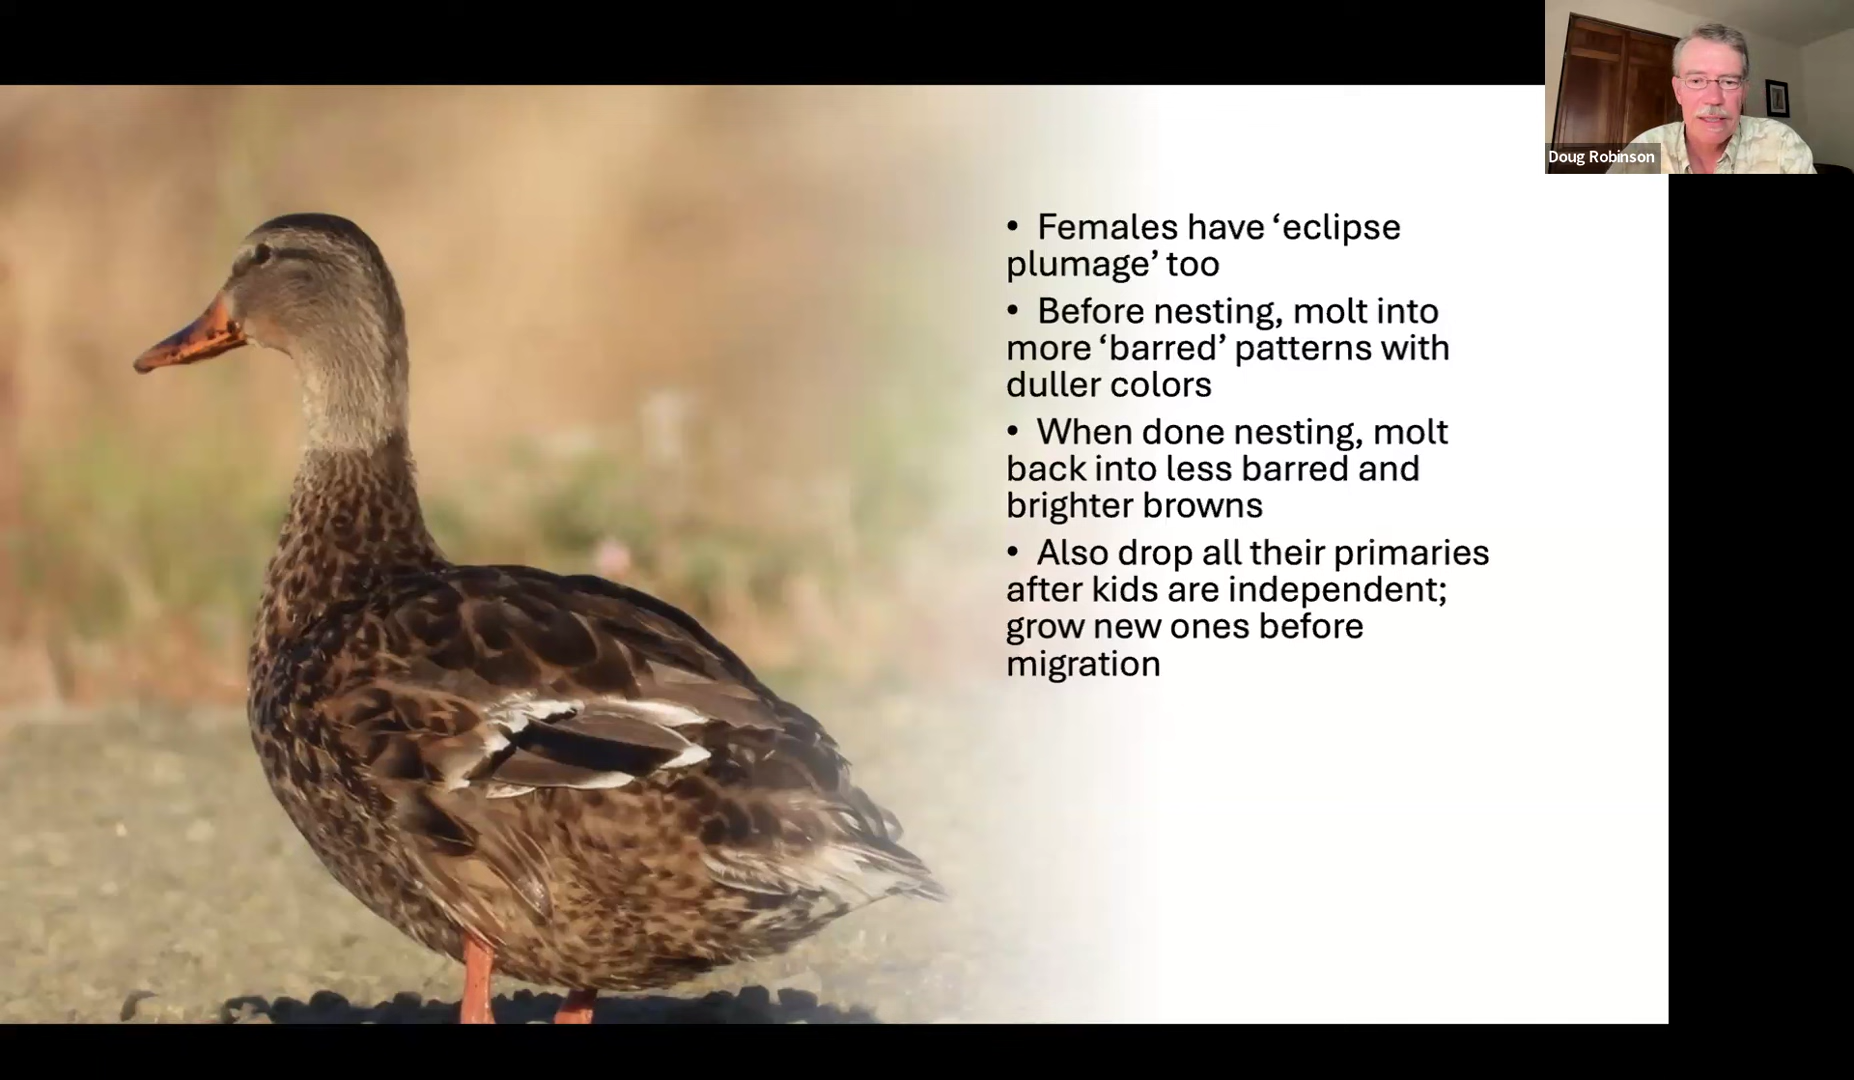 Doug Robinson
• Females have ‘eclipse
plumage’ too
• Before nesting, molt into
more ‘barred’ patterns with
duller colors
• When done nesting, molt
back into less barred and
brighter browns
• Also drop all their primaries
after kids are independent;
grow new ones before
migration